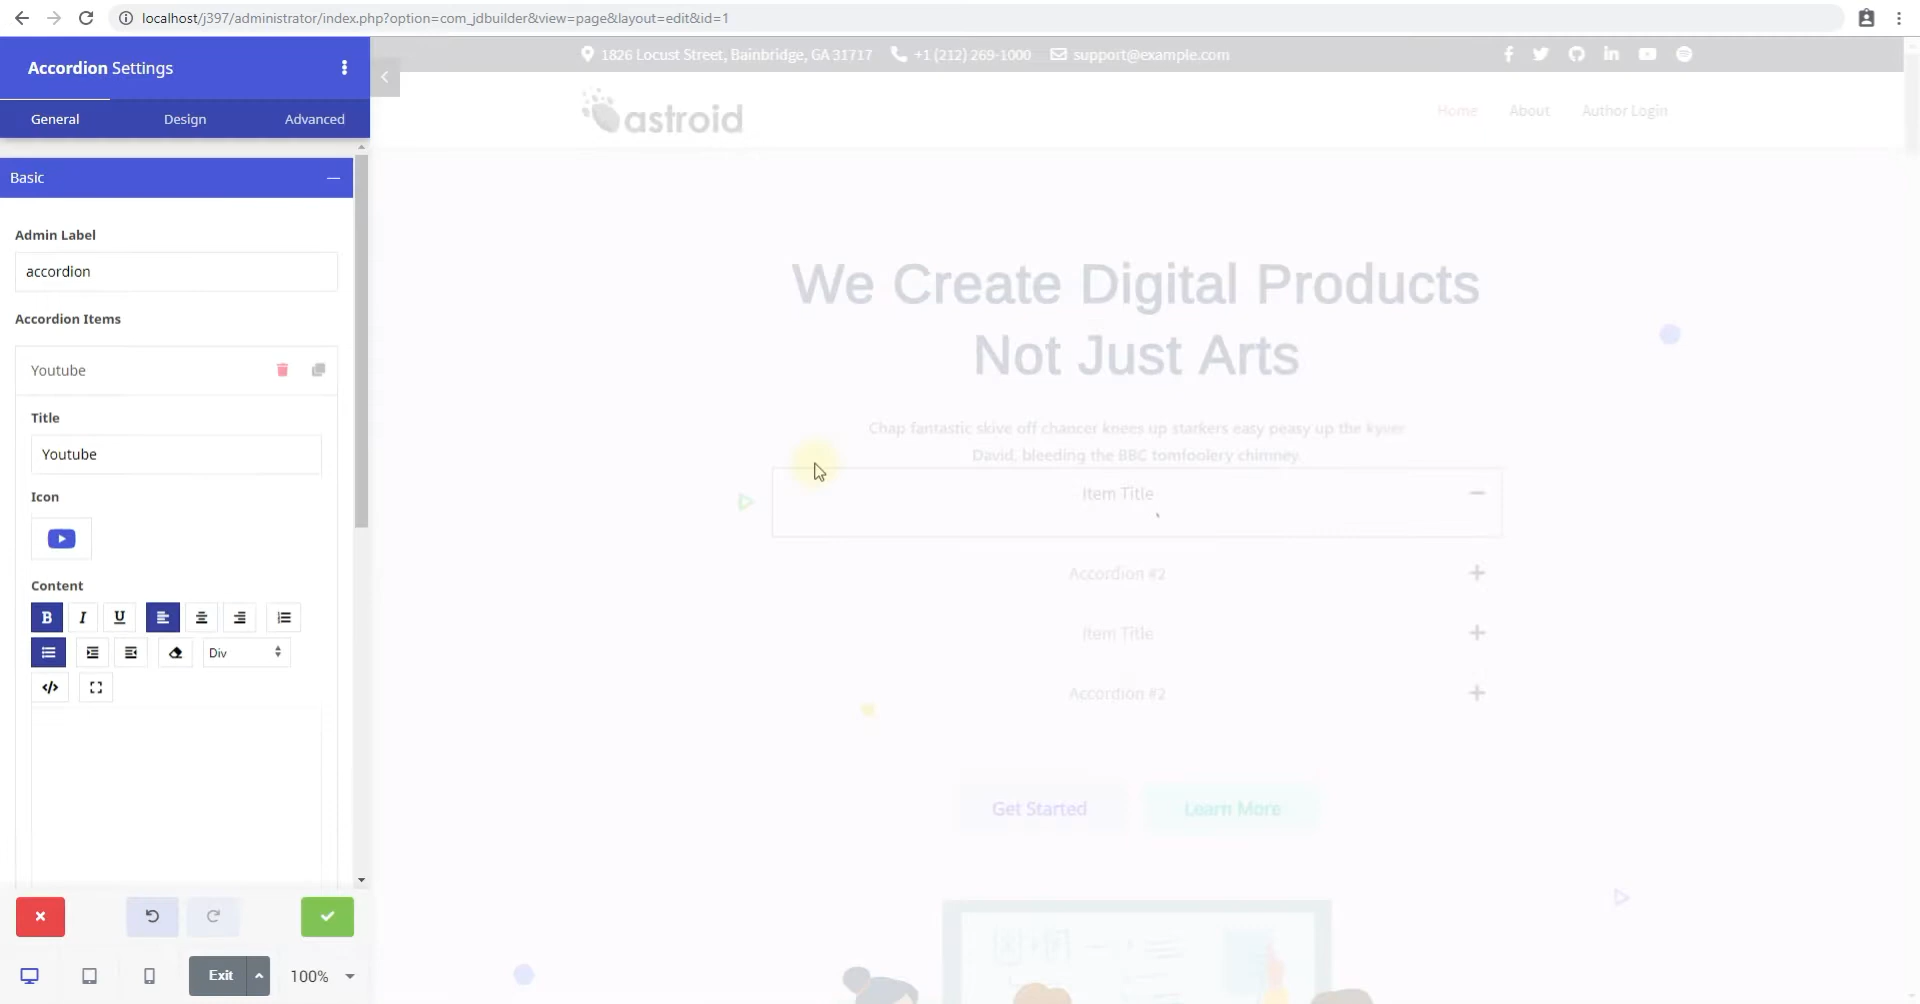 localhost/j397/administrator/index.php?option=com_jdbuilder&view=page&layout=edit&id=1
Accordion Settings
General Design Advanced
Basic
Admin Label
accordion
Accordion Items
Youtube
Title
Youtube
Icon
Content
B I U
Div
Exit 100%
1826 Locust Street, Bainbridge, GA 31717 +1 (212) 269-1000 support@example.com
astroid
Home About Author Login
We Create Digital Products
Not Just Arts
Chap fantastic skive off chancer knees up starkers easy peasy up the kyver
David, bleeding the BBC tomfoolery chimney.
Item Title
Accordion #2
Item Title
Accordion #2
Get Started Learn More